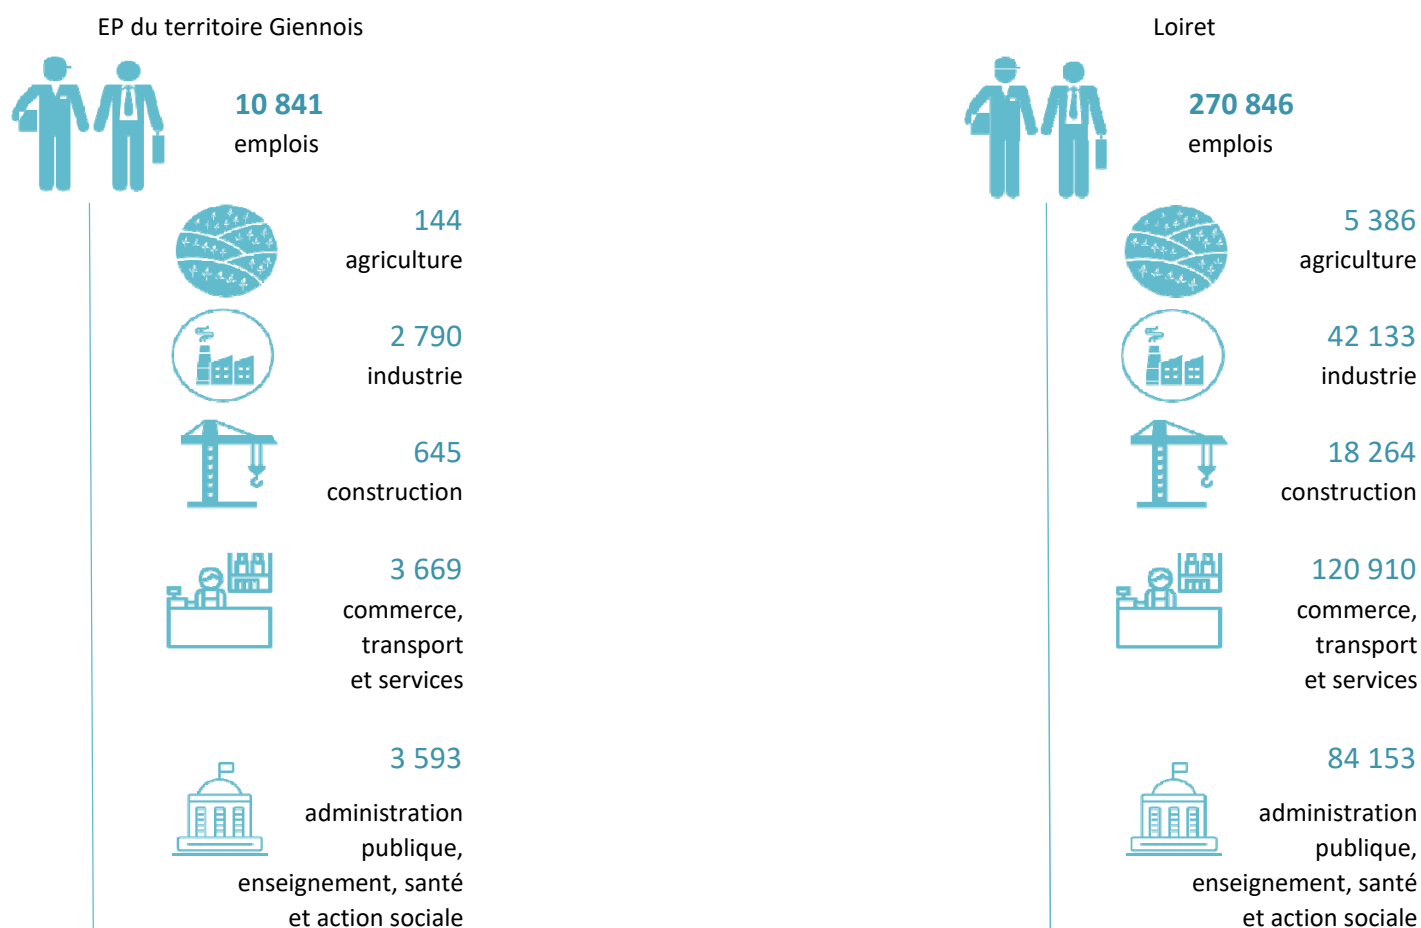 EP du territoire Giennois
10 841
emplois
144
agriculture
2 790
industrie
645
construction
3 669
commerce,
transport
et services
3 593
administration
publique,
enseignement, santé
et action sociale
Loiret
270 846
emplois
5 386
agriculture
42 133
industrie
18 264
construction
120 910
commerce,
transport
et services
84 153
administration
publique,
enseignement, santé
et action sociale